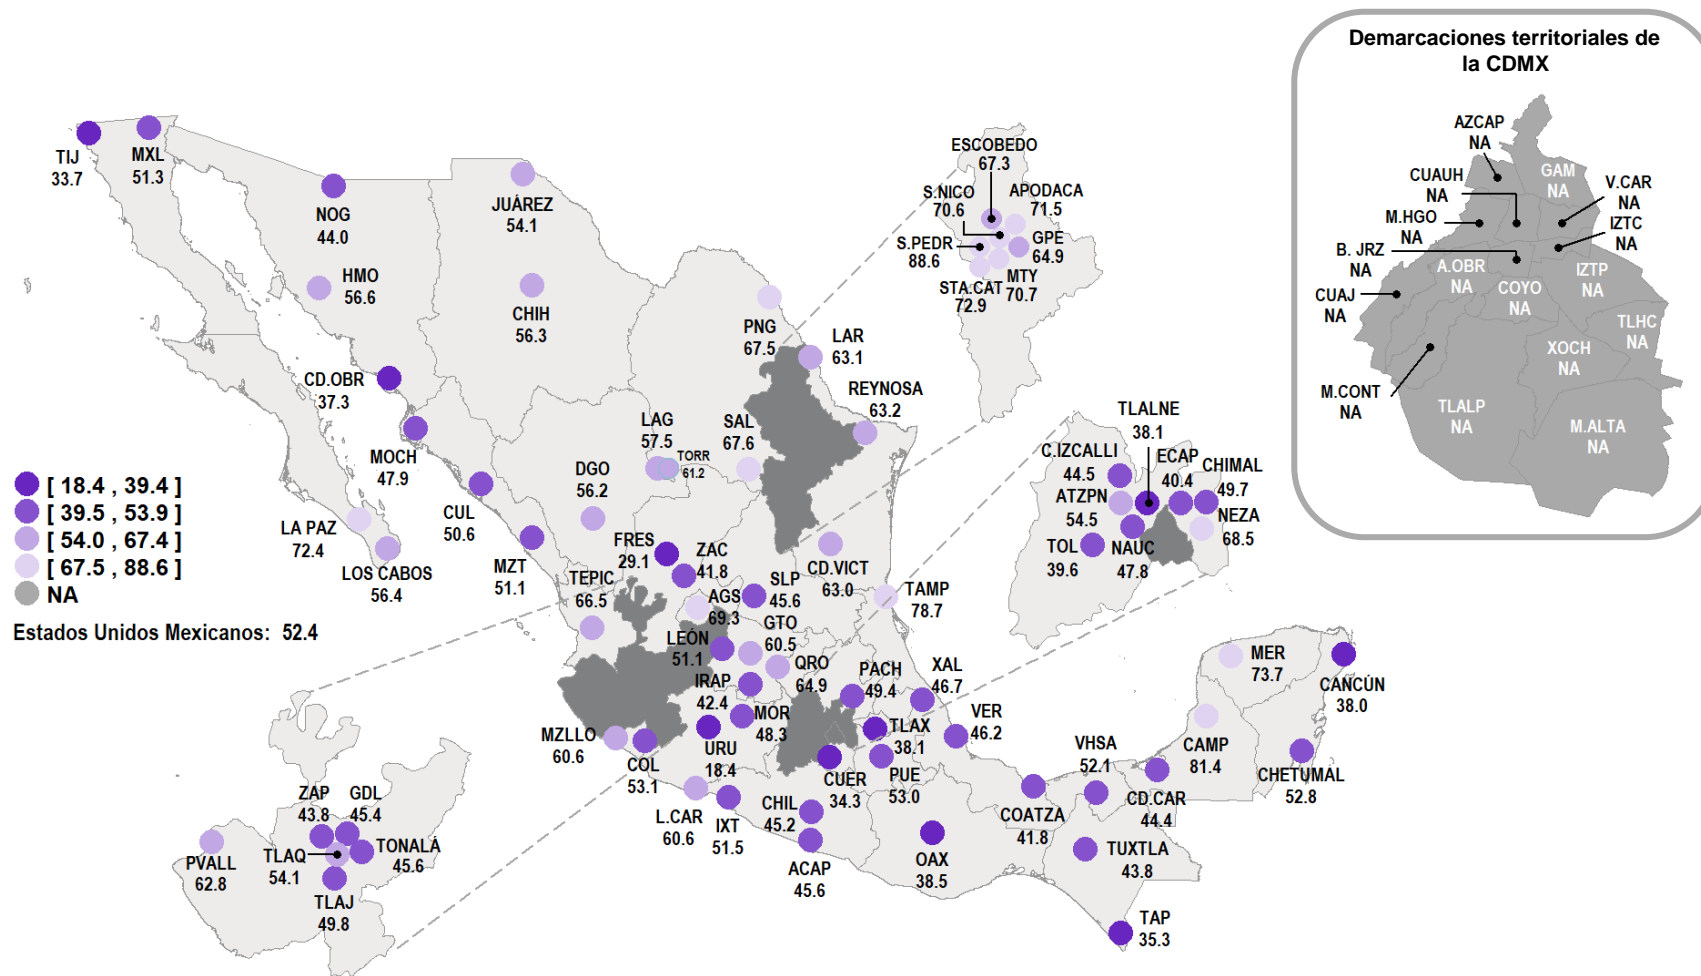 Demarcaciones territoriales de
la CDMX
AZCAP
NA
CUAUH
NA
GAM
NA
V.CAR
NA
M.HGO
NA
IZTC
NA
B. JRZ
NA
A.OBR
NA
IZTP
NA
COYO
NA
CUAJ
NA
TLHC
NA
XOCH
NA
M.CONT
NA
TLALP
NA
M.ALTA
NA
TIJ
33.7
MXL
51.3
NOG
44.0
JUÁREZ
54.1
HMO
56.6
CHIH
56.3
CD.OBR
37.3
MOCH
47.9
LA PAZ
72.4
LOS CABOS
56.4
CUL
50.6
MZT
51.1
DGO
56.2
LAG
57.5
TORR
61.2
SAL
67.6
PNG
67.5
LAR
63.1
REYNOSA
63.2
ESCOBEDO
67.3
S.NICO
70.6
APODACA
71.5
S.PEDR
88.6
GPE
64.9
MTY
70.7
STA.CAT
72.9
TLALNE
38.1
C.IZCALLI
44.5
ECAP
40.4
CHIMAL
49.7
ATZPN
54.5
NEZA
68.5
TOL
39.6
NAUC
47.8
FRES
29.1
ZAC
41.8
SLP
45.6
CD.VICT
63.0
TAMP
78.7
TEPIC
66.5
AGS
69.3
LEÓN
51.1
GTO
60.5
QRO
64.9
IRAP
42.4
PACH
49.4
XAL
46.7
MOR
48.3
MZLLO
60.6
COL
53.1
URU
18.4
TLAX
38.1
VER
46.2
CUER
34.3
PUE
53.0
L.CAR
60.6
IXT
51.5
CHIL
45.2
ACAP
45.6
OAX
38.5
COATZA
41.8
VHSA
52.1
CD.CAR
44.4
TUXTLA
43.8
TAP
35.3
CAMP
81.4
MER
73.7
CANCÚN
38.0
CHETUMAL
52.8
ZAP
43.8
GDL
45.4
PVALL
62.8
TLAQ
54.1
TONALÁ
45.6
TLAJ
49.8
[ 18.4 , 39.4 ]
[ 39.5 , 53.9 ]
[ 54.0 , 67.4 ]
[ 67.5 , 88.6 ]
NA
Estados Unidos Mexicanos: 52.4